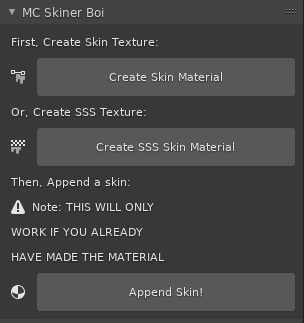 MC Skiner Boi
First, Create Skin Texture:
Create Skin Material
Or, Create SSS Texture:
Create SSS Skin Material
Then, Append a skin:
Note: THIS WILL ONLY
WORK IF YOU ALREADY
HAVE MADE THE MATERIAL
Append Skin!